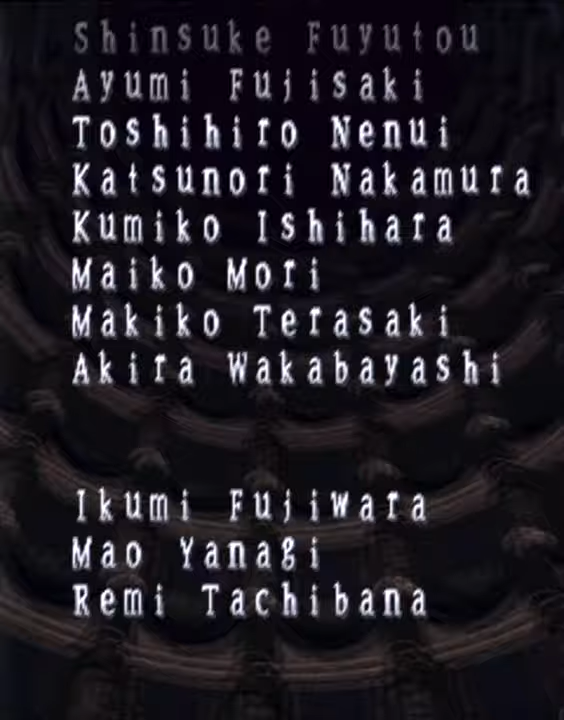 Shinsuke Fuyutou
Ayumi Fujisaki
Toshihiro Nenui
Katsunori Nakamura
Kumiko Ishihara
Maiko Mori
Makiko Terasaki
Akira Wakabayashi
Ikumi Fujiwara
Mao Yanagi
Remi Tachibana